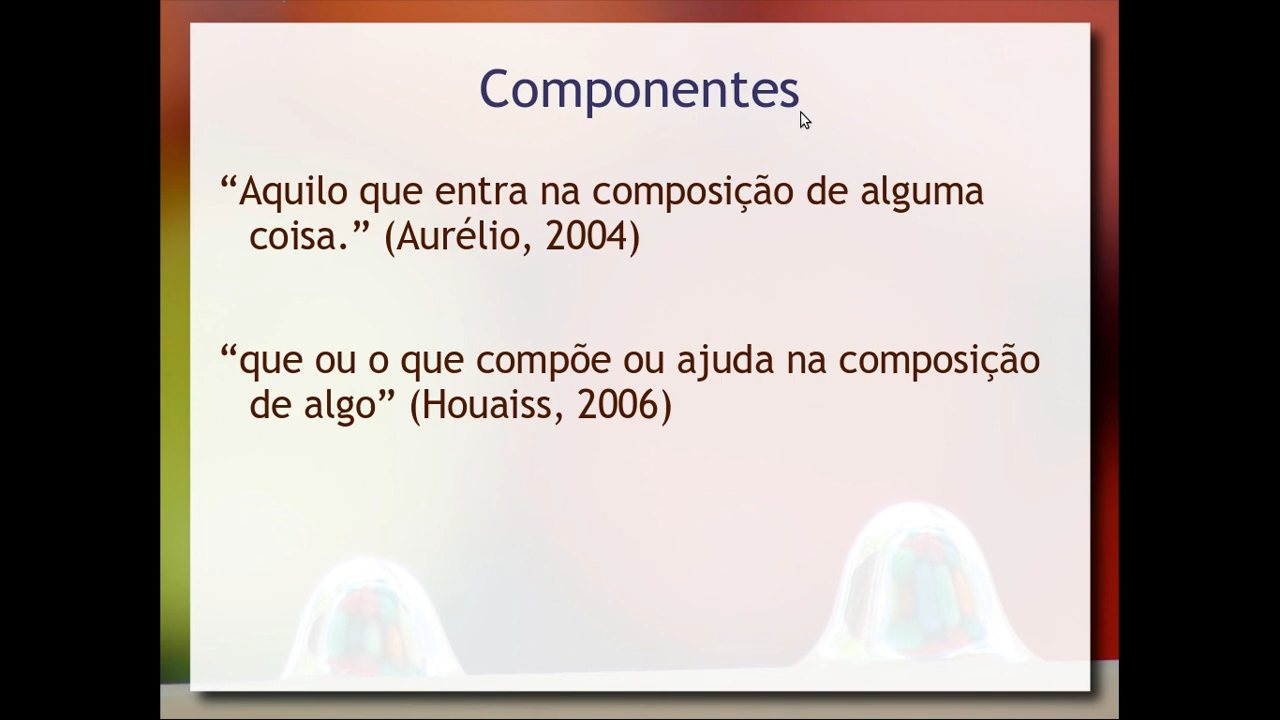 Componentes
“Aquilo que entra na composição de alguma
coisa.” (Aurélio, 2004)
“que ou o que compõe ou ajuda na composição
de algo” (Houaiss, 2006)